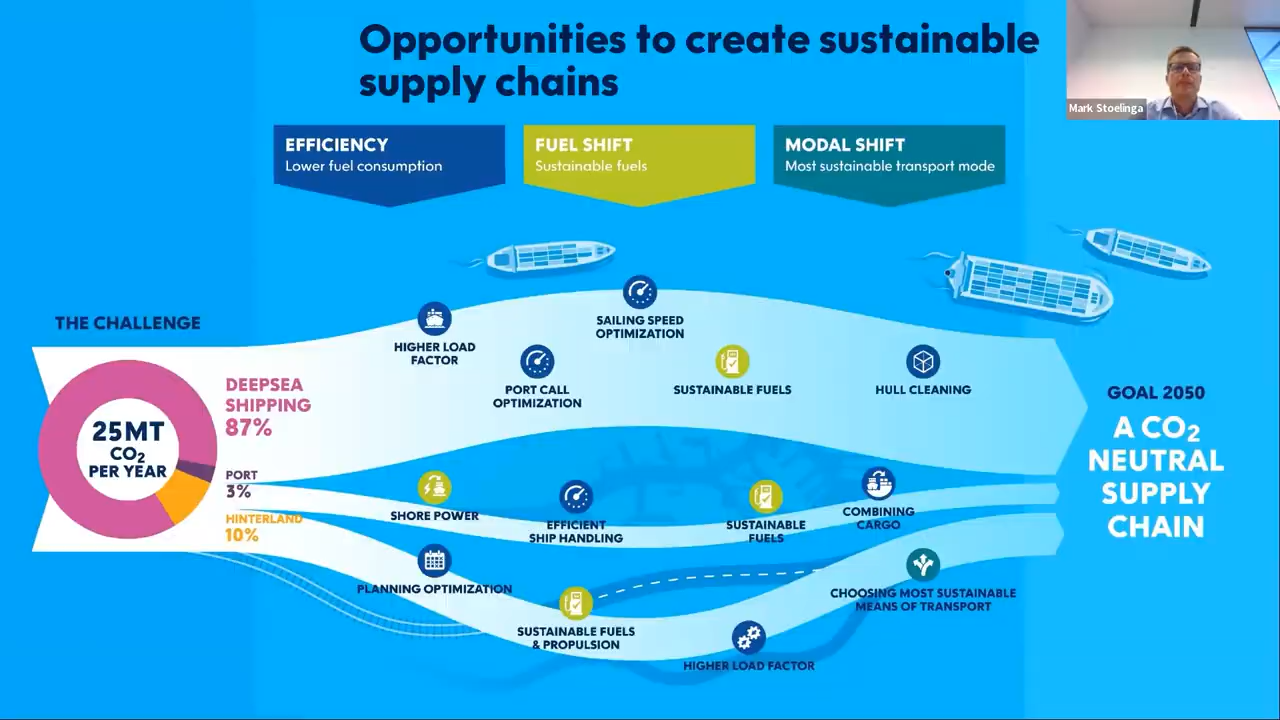 Opportunities to create sustainable
supply chains
Mark Stoelinga
EFFICIENCY
Lower fuel consumption
FUEL SHIFT
Sustainable fuels
MODAL SHIFT
Most sustainable transport mode
THE CHALLENGE
25MT
CO₂
PER YEAR
DEEPSEA
SHIPPING
87%
PORT
3%
HINTERLAND
10%
HIGHER LOAD
FACTOR
PORT CALL
OPTIMIZATION
SAILING SPEED
OPTIMIZATION
SUSTAINABLE FUELS
HULL CLEANING
SHORE POWER
EFFICIENT
SHIP HANDLING
SUSTAINABLE
FUELS
COMBINING
CARGO
PLANNING OPTIMIZATION
SUSTAINABLE FUELS
& PROPULSION
HIGHER LOAD FACTOR
CHOOSING MOST SUSTAINABLE
MEANS OF TRANSPORT
GOAL 2050
A CO₂
NEUTRAL
SUPPLY
CHAIN